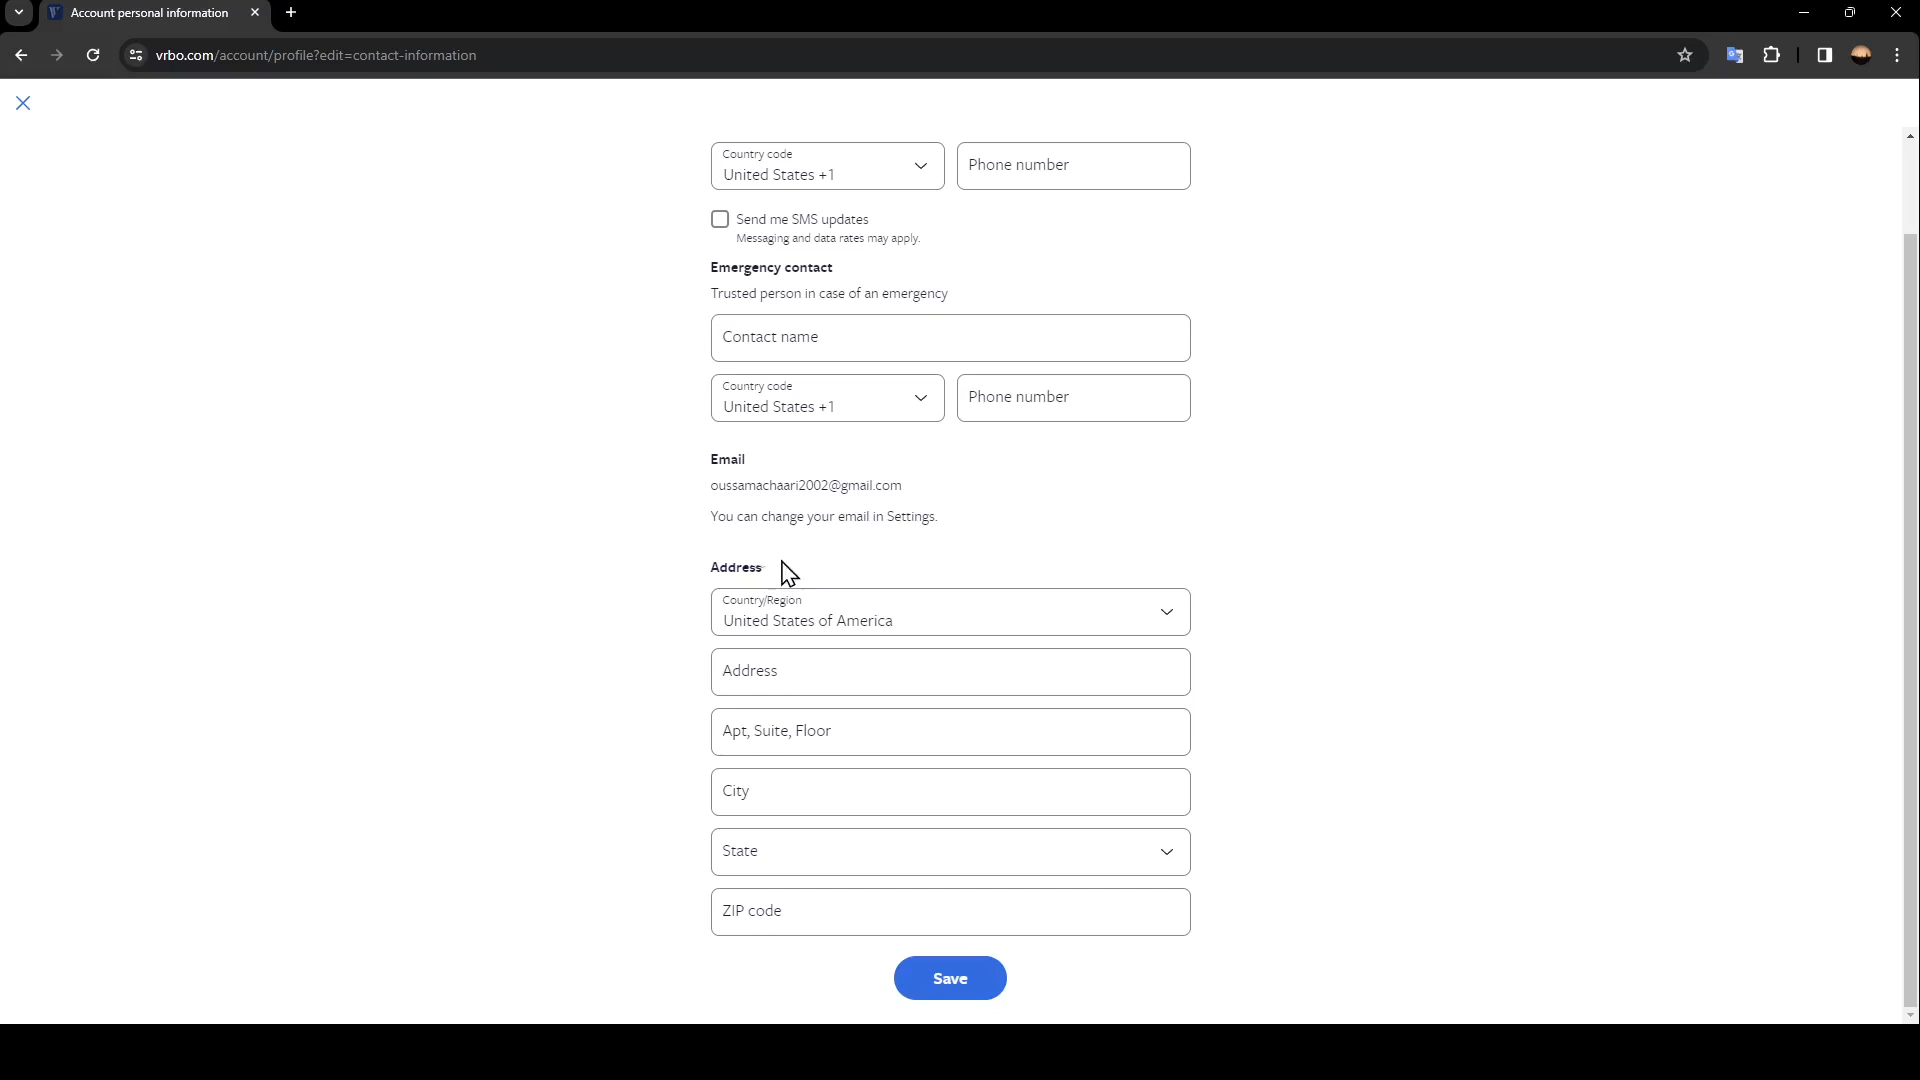 Account personal information
vrbo.com/account/profile?edit=contact-information
Country code
United States +1
Phone number
Send me SMS updates
Messaging and data rates may apply.
Emergency contact
Trusted person in case of an emergency
Contact name
Country code
United States +1
Phone number
Email
oussamachaari2002@gmail.com
You can change your email in Settings.
Address
Country/Region
United States of America
Address
Apt, Suite, Floor
City
State
ZIP code
Save